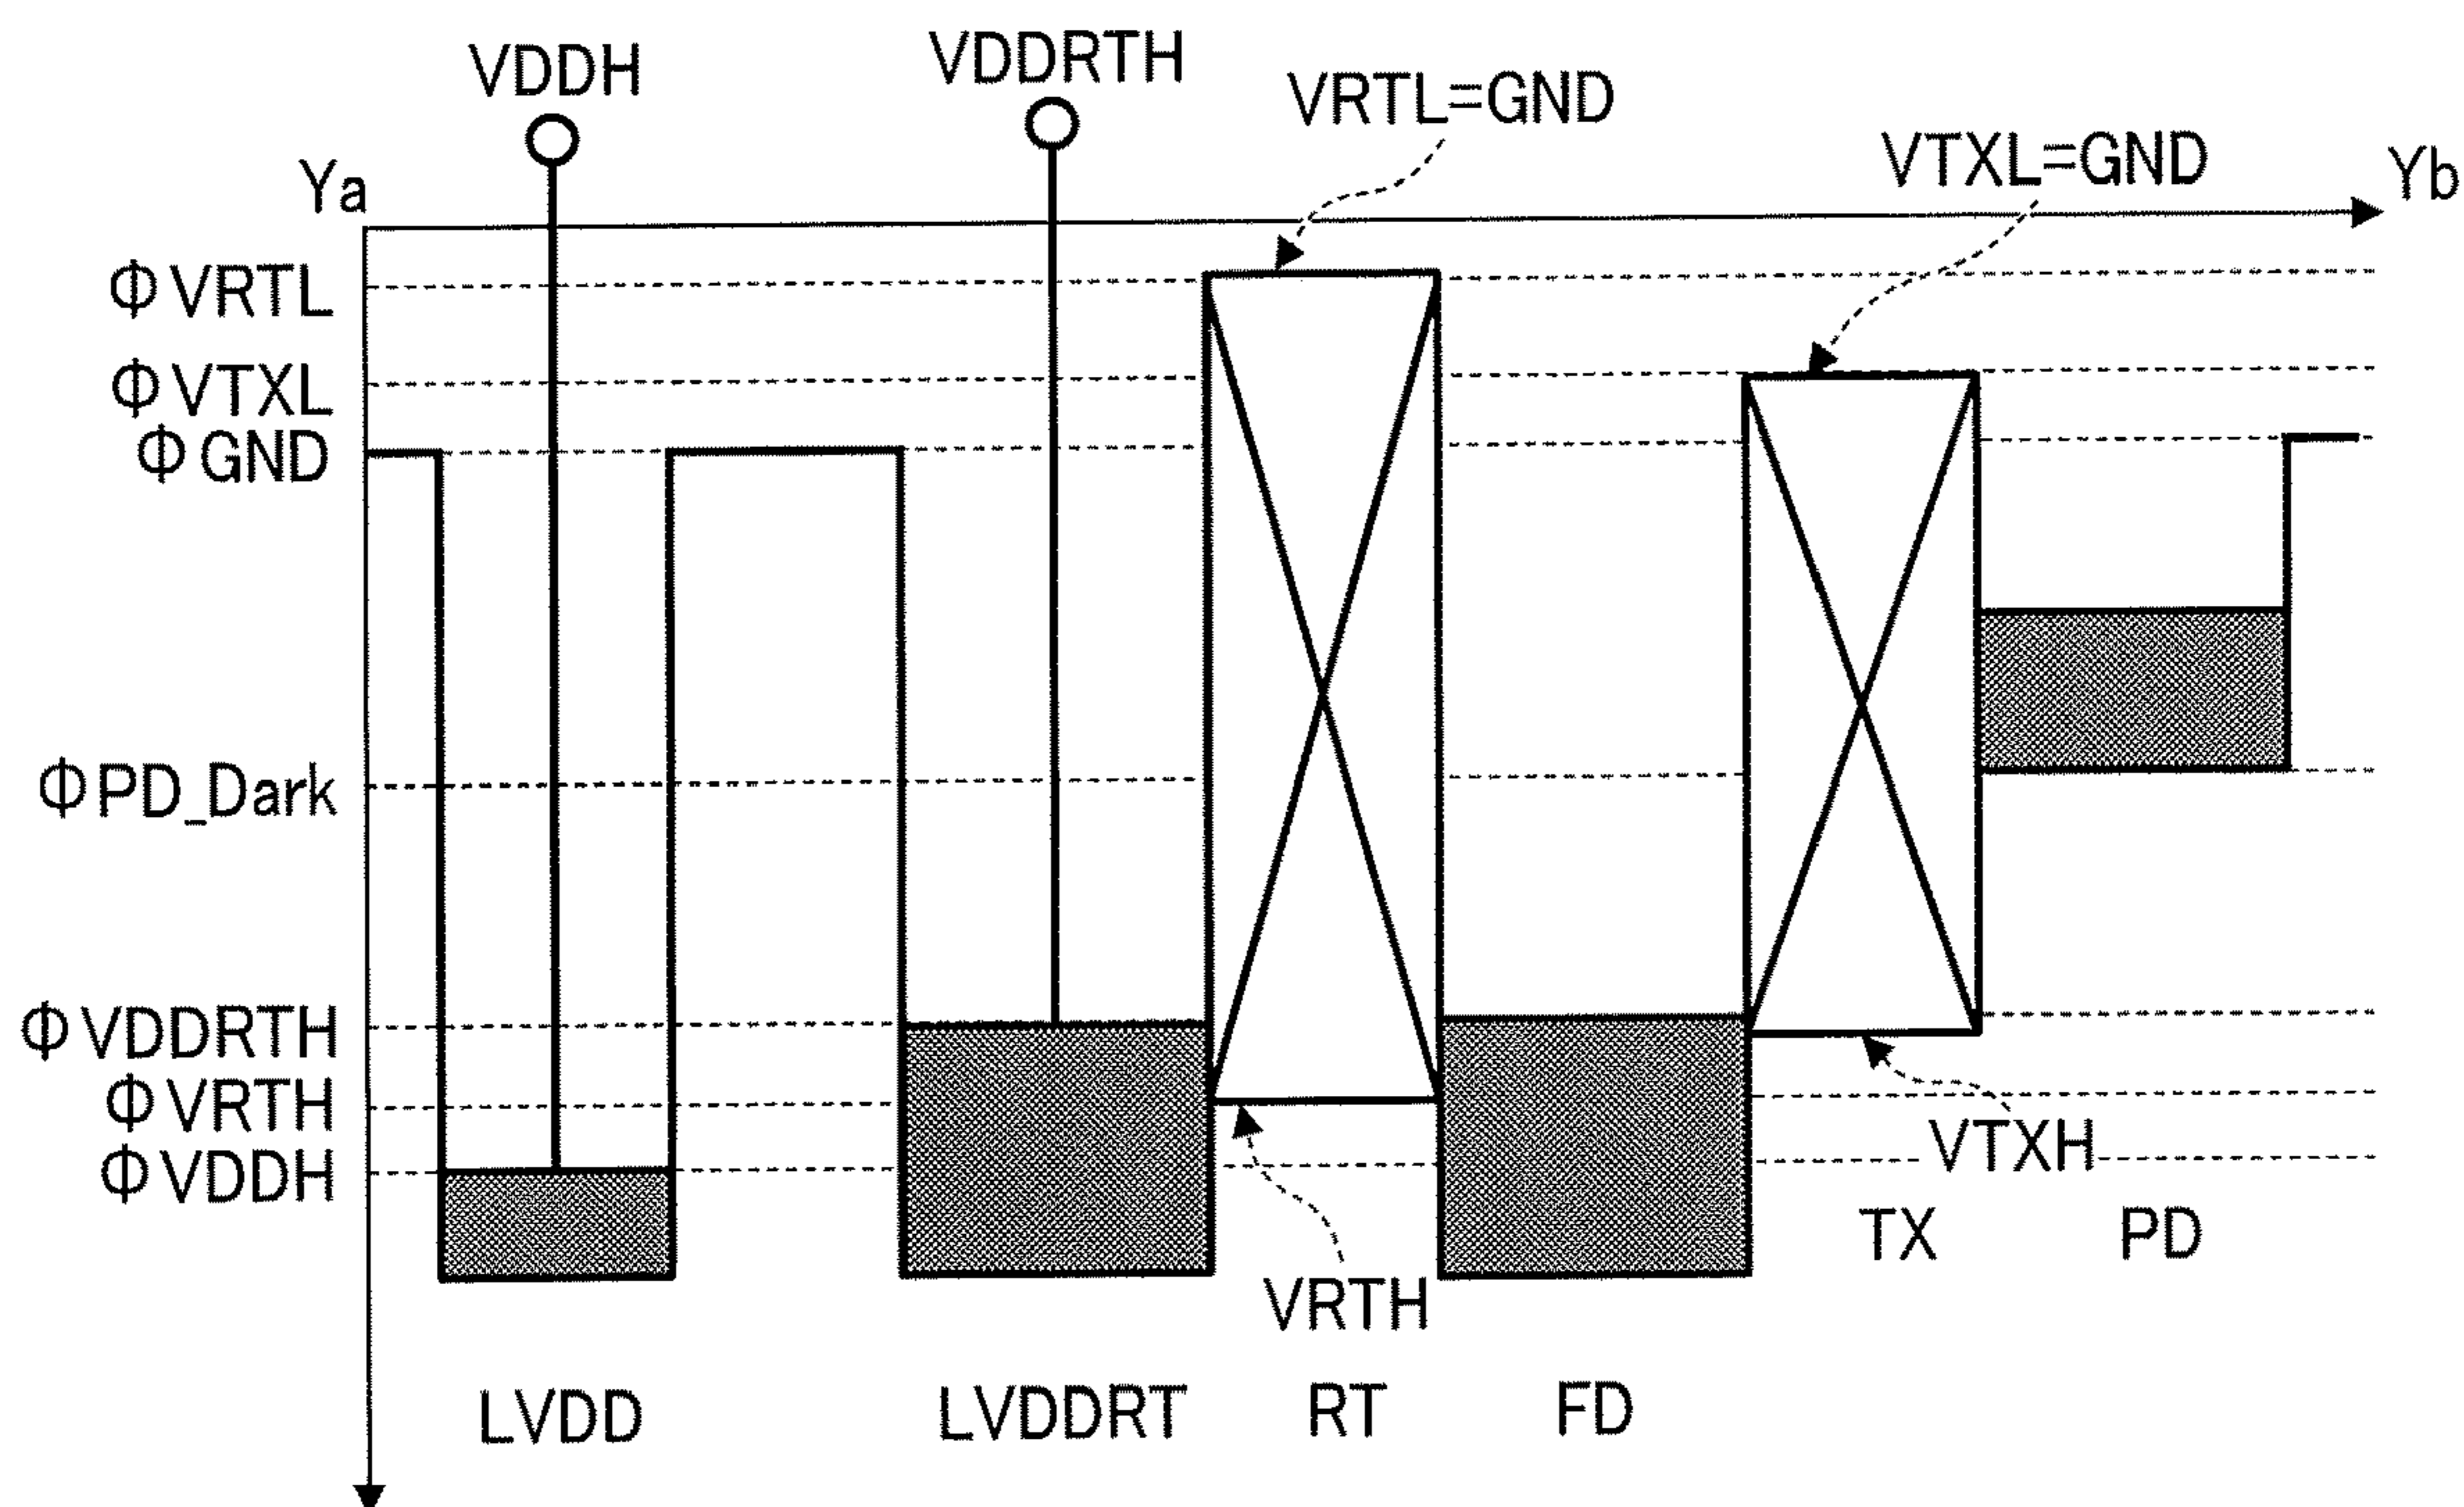 VDDH
VDDRTH
VRTL=GND
VTXL=GND
Ya
Yb
ΦVRTL
ΦVTXL
ΦGND
ΦPD_Dark
ΦVDDRTH
ΦVRTH
ΦVDDH
VTXH
TX
PD
VRTH
LVDD
LVDDRT
RT
FD